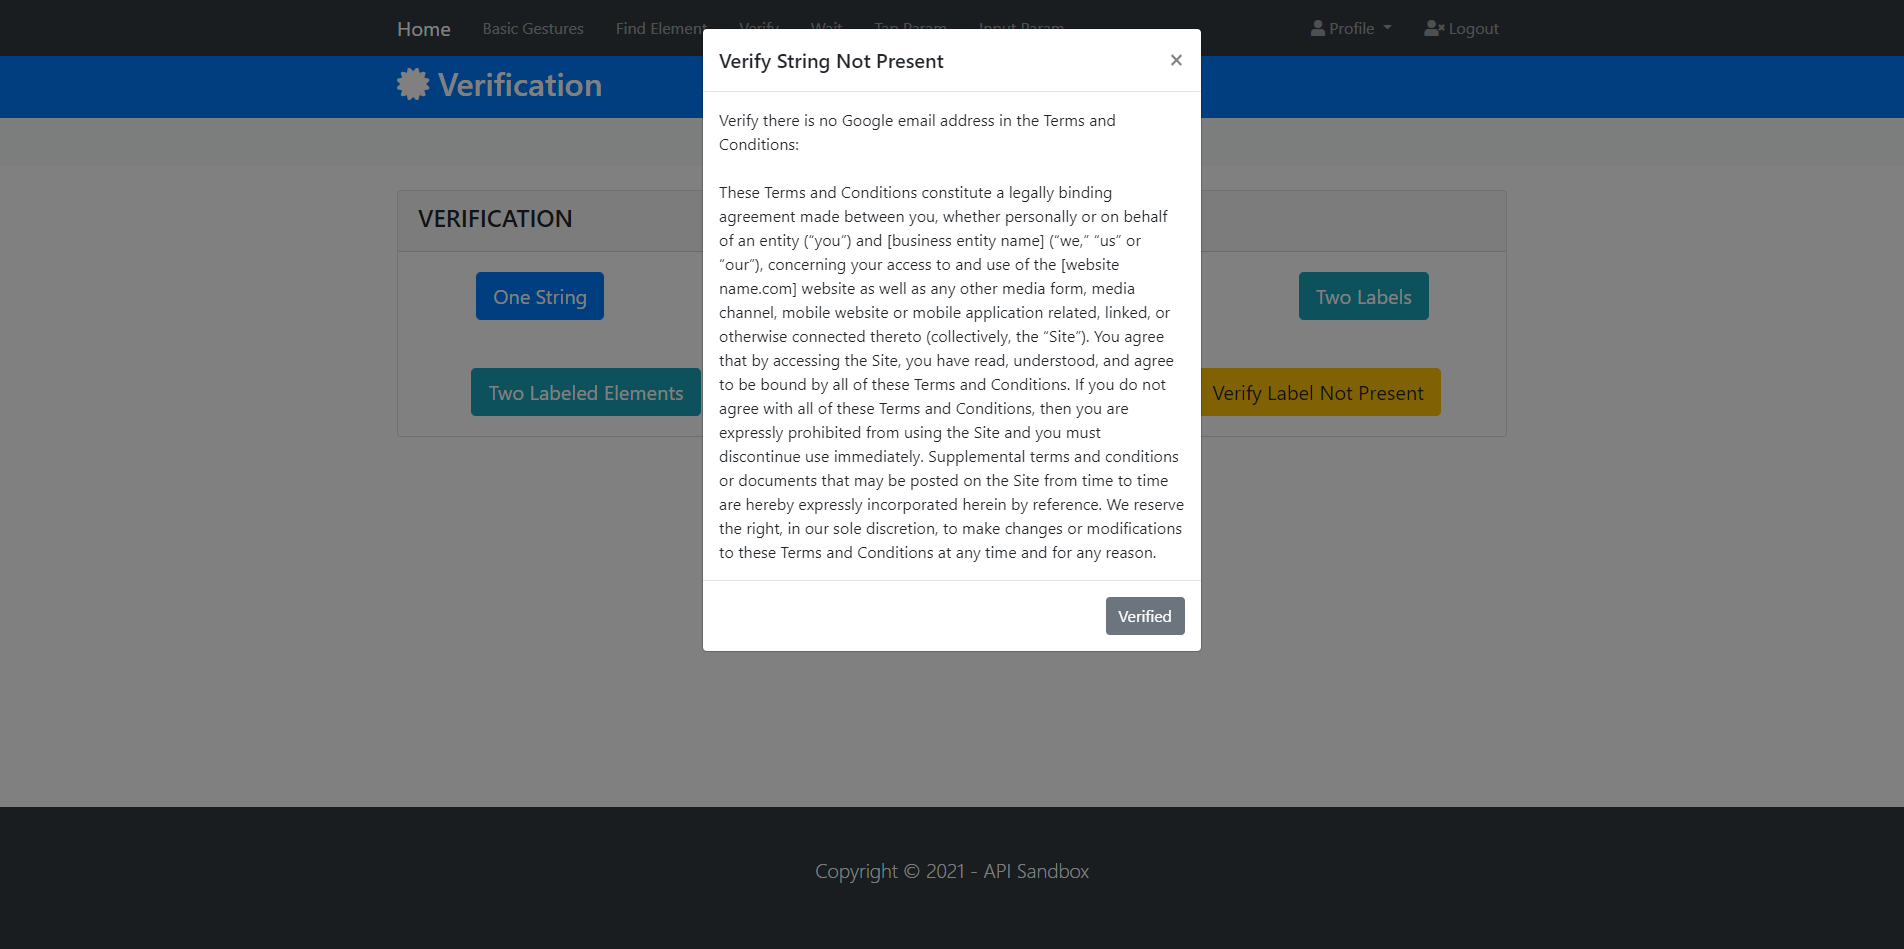 Home Basic Gestures Find Element Verify Wait Tap Param Input Param Profile Logout
Verification
Verify String Not Present ×
Verify there is no Google email address in the Terms and
Conditions:
These Terms and Conditions constitute a legally binding
agreement made between you, whether personally or on behalf
of an entity (“you”) and [business entity name] (“we,” “us” or
“our”), concerning your access to and use of the [website
name.com] website as well as any other media form, media
channel, mobile website or mobile application related, linked, or
otherwise connected thereto (collectively, the “Site”). You agree
that by accessing the Site, you have read, understood, and agree
to be bound by all of these Terms and Conditions. If you do not
agree with all of these Terms and Conditions, then you are
expressly prohibited from using the Site and you must
discontinue use immediately. Supplemental terms and conditions
or documents that may be posted on the Site from time to time
are hereby expressly incorporated herein by reference. We reserve
the right, in our sole discretion, to make changes or modifications
to these Terms and Conditions at any time and for any reason.
Verified
VERIFICATION
One String Two Labels
Two Labeled Elements Verify Label Not Present
Copyright © 2021 - API Sandbox